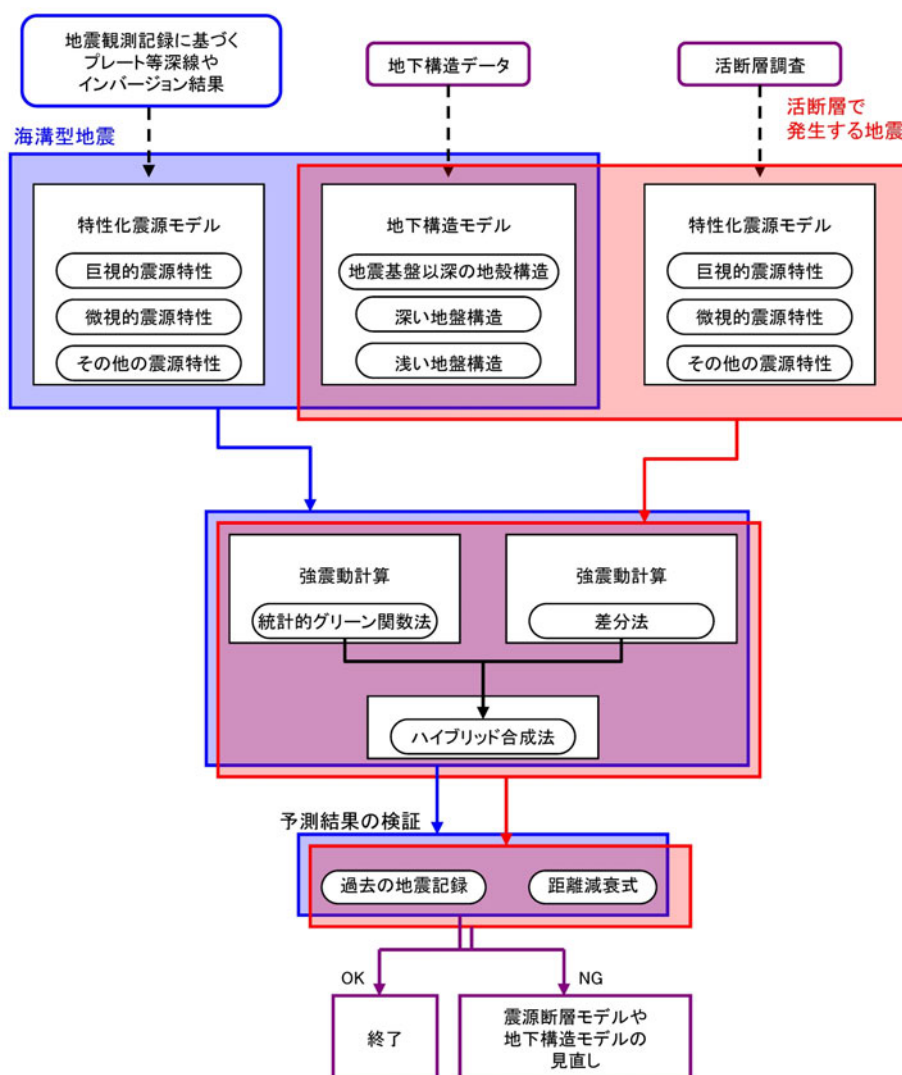 地震観測記録に基づく
プレート等深線や
インバージョン結果
地下構造データ
活断層調査
海溝型地震
活断層で
発生する地震
特性化震源モデル
巨視的震源特性
微視的震源特性
その他の震源特性
地下構造モデル
地震基盤以深の地殻構造
深い地盤構造
浅い地盤構造
特性化震源モデル
巨視的震源特性
微視的震源特性
その他の震源特性
強震動計算
統計的グリーン関数法
強震動計算
差分法
ハイブリッド合成法
予測結果の検証
過去の地震記録
距離減衰式
OK
NG
終了
震源断層モデルや
地下構造モデルの
見直し